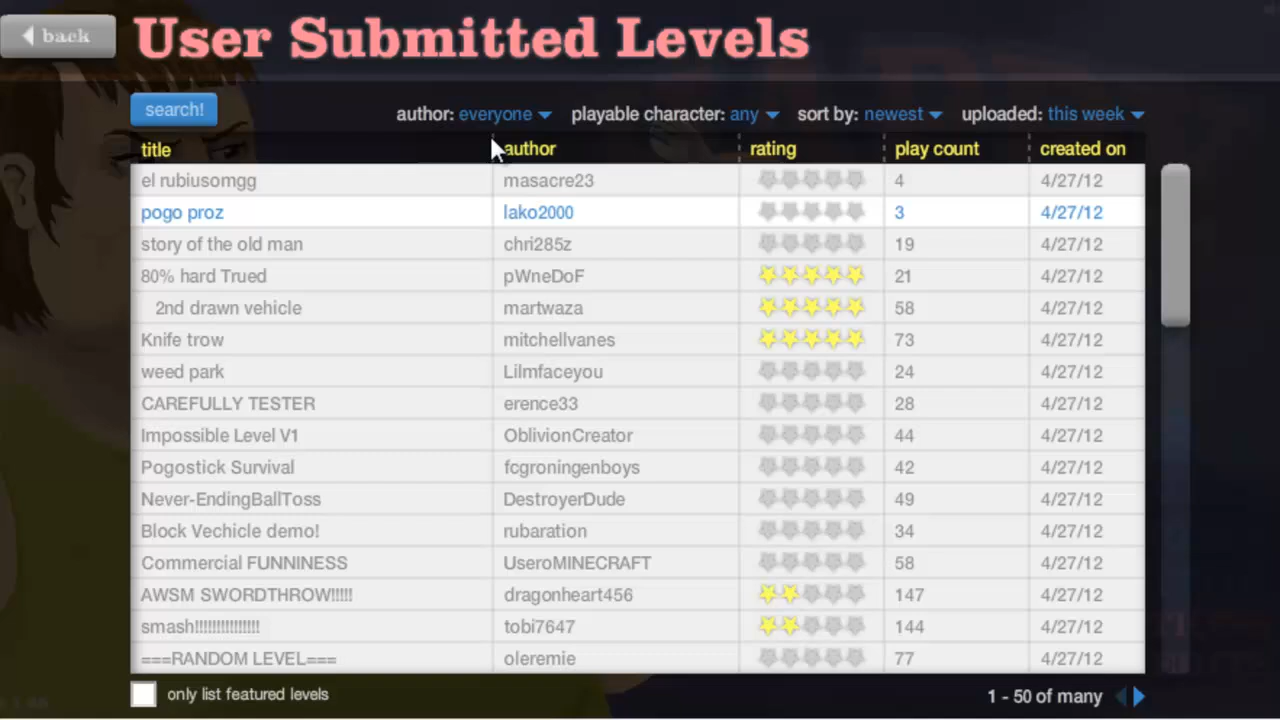 back
User Submitted Levels
search!
author: everyone playable character: any sort by: newest uploaded: this week
title author rating play count created on
el rubiusomgg masacre23 4 4/27/12
pogo proz lako2000 3 4/27/12
story of the old man chri285z 19 4/27/12
80% hard Trued pWneDoF 21 4/27/12
2nd drawn vehicle martwaza 58 4/27/12
Knife trow mitchellvanes 73 4/27/12
weed park Lilmfaceyou 24 4/27/12
CAREFULLY TESTER erence33 28 4/27/12
Impossible Level V1 OblivionCreator 44 4/27/12
Pogostick Survival fcgroningenboys 42 4/27/12
Never-EndingBallToss DestroyerDude 49 4/27/12
Block Vechicle demo! rubaration 34 4/27/12
Commercial FUNNINESS UseroMINECRAFT 58 4/27/12
AWSM SWORDTHROW!!!!! dragonheart456 147 4/27/12
smash!!!!!!!!!!!!!!! tobi7647 144 4/27/12
===RANDOM LEVEL=== oleremie 77 4/27/12
only list featured levels 1 - 50 of many